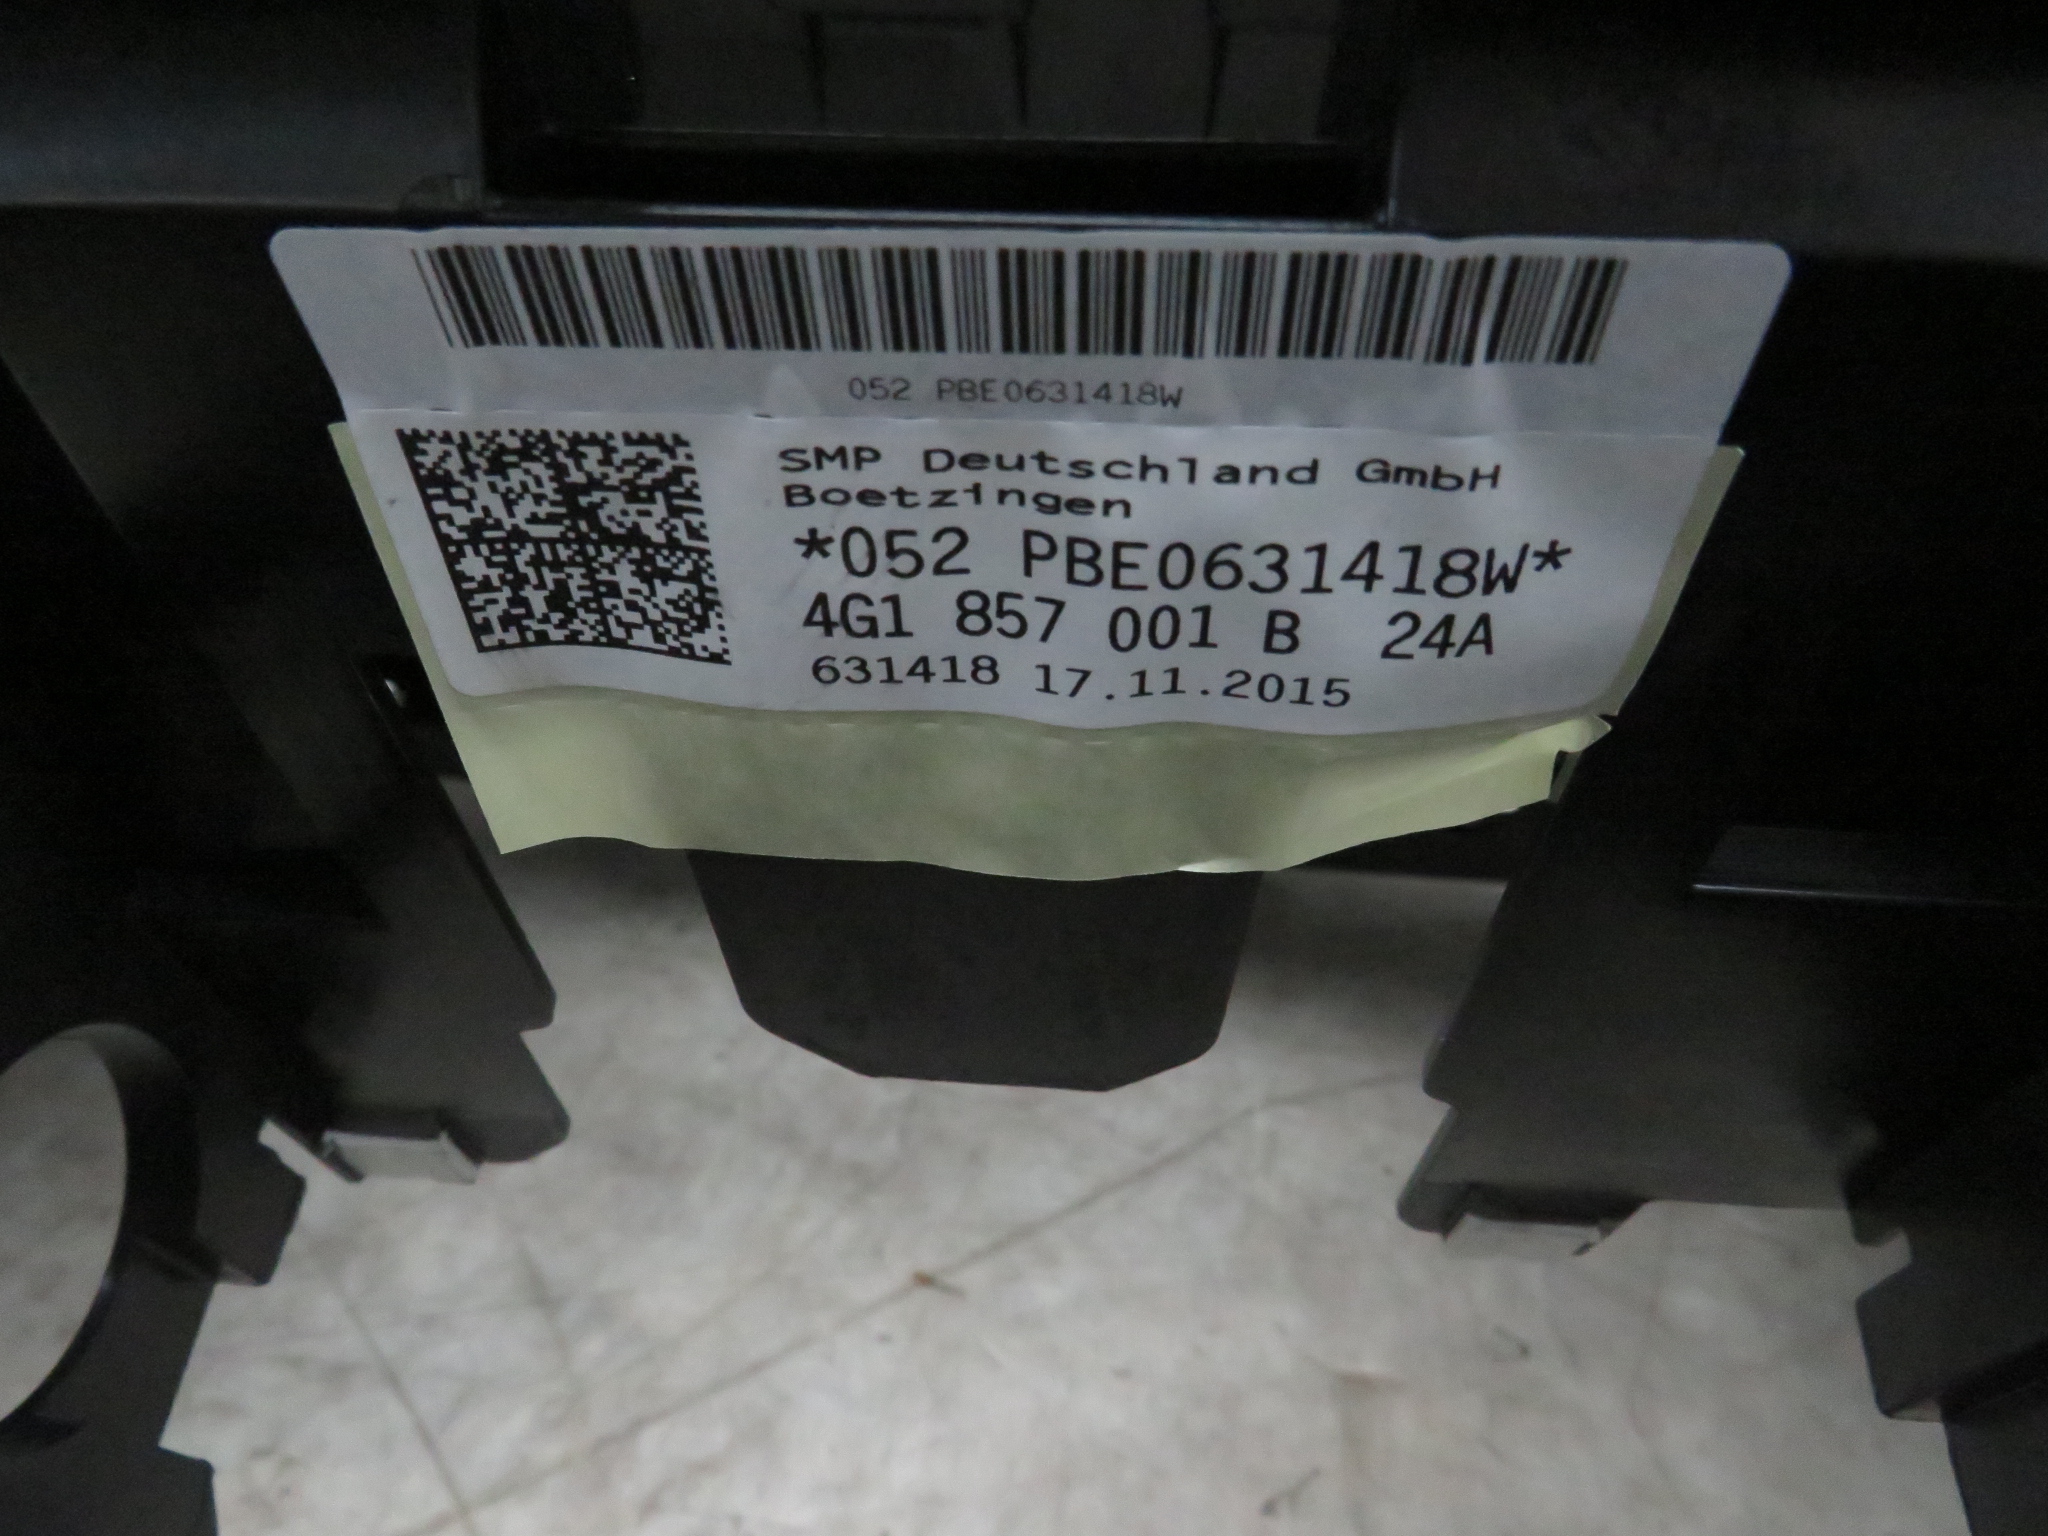 052 PBE0631418W
SMP Deutschland GmbH
Boetzingen
*052 PBE0631418W*
4G1 857 001 B 24A
631418 17.11.2015